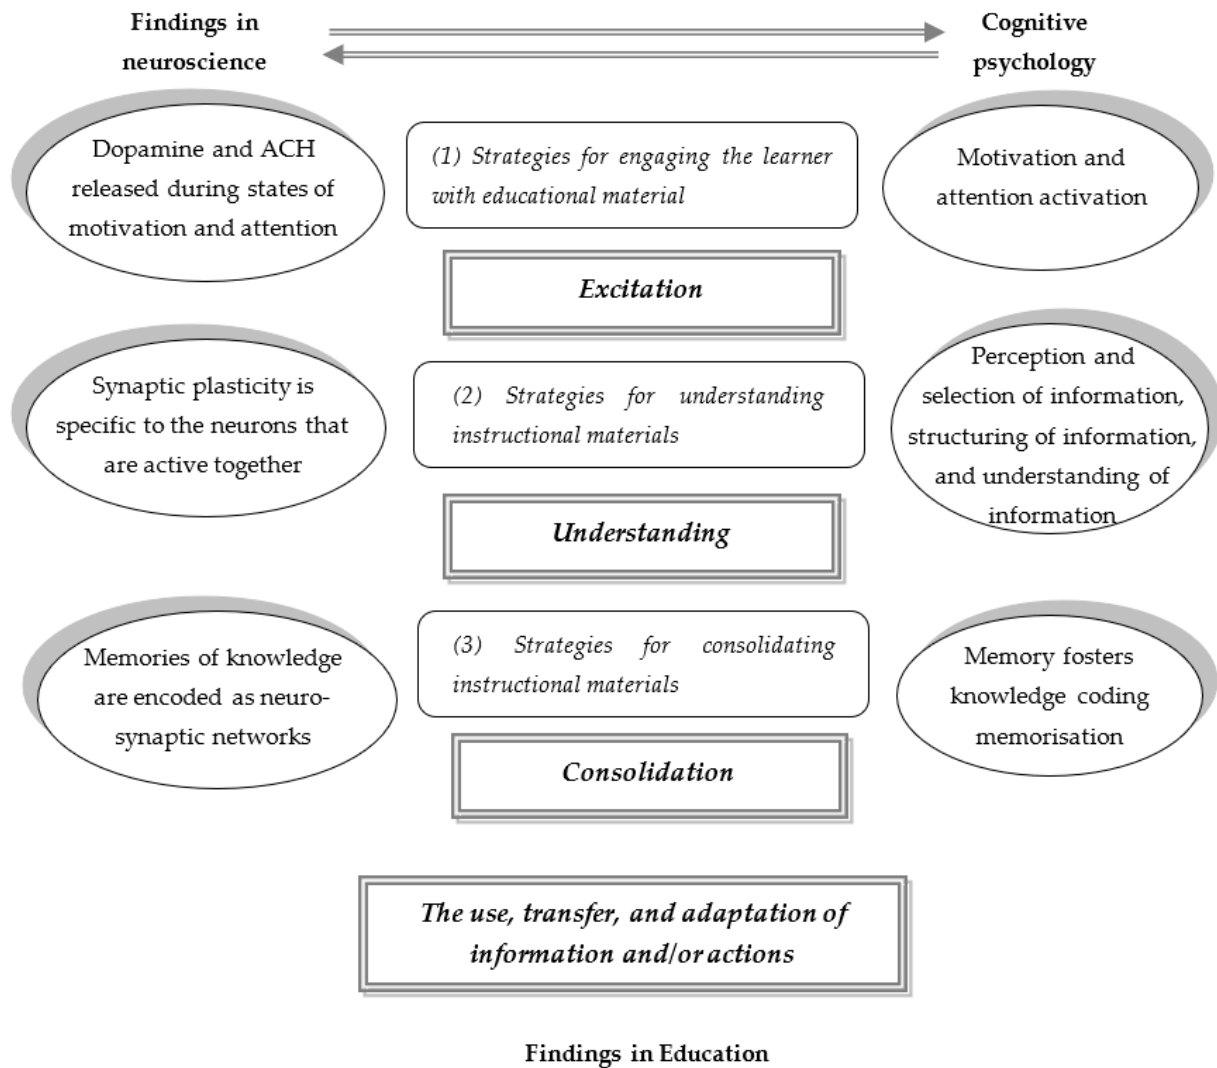 Findings in
neuroscience
Cognitive
psychology
Dopamine and ACH
released during states of
motivation and attention
(1) Strategies for engaging the learner
with educational material
Motivation and
attention activation
Excitation
Synaptic plasticity is
specific to the neurons that
are active together
(2) Strategies for understanding
instructional materials
Perception and
selection of information,
structuring of information,
and understanding of
information
Understanding
Memories of knowledge
are encoded as neuro-
synaptic networks
(3) Strategies for consolidating
instructional materials
Memory fosters
knowledge coding
memorisation
Consolidation
The use, transfer, and adaptation of
information and/or actions
Findings in Education